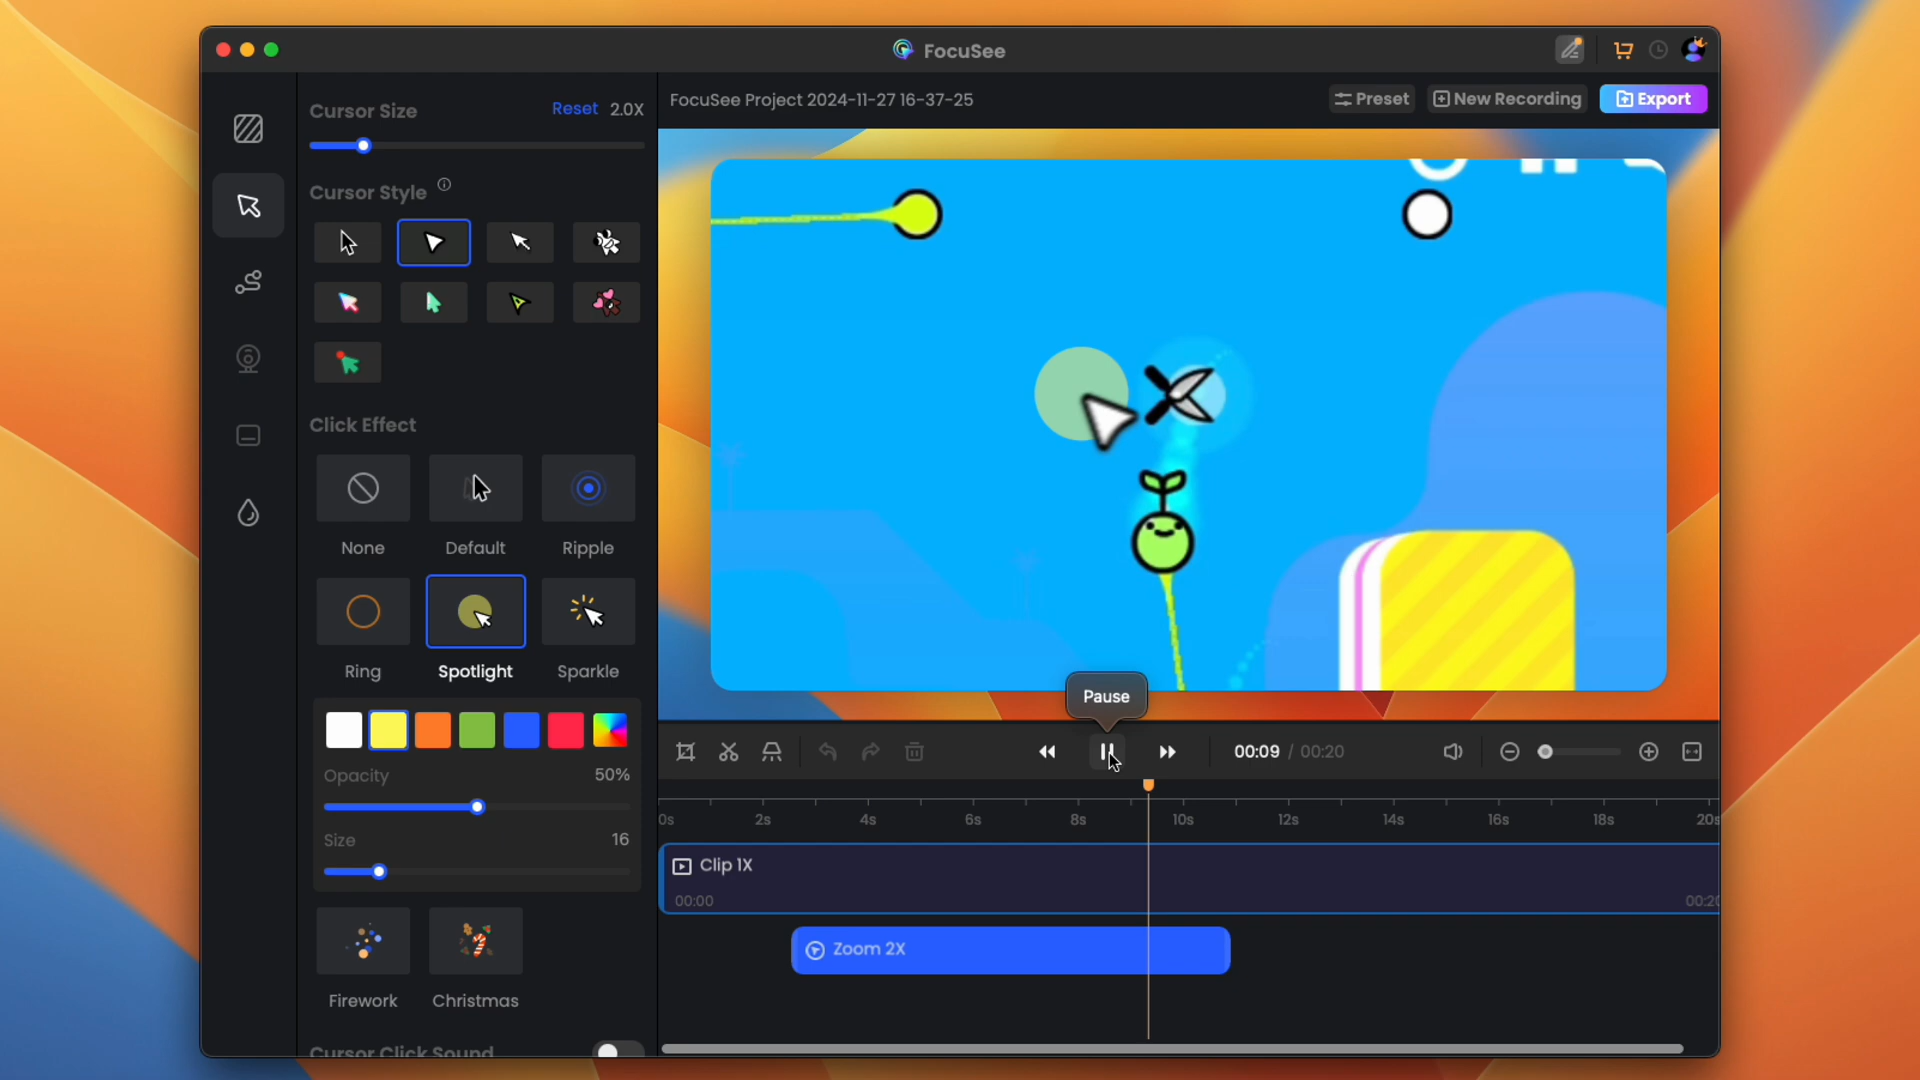 FocuSee
Cursor Size Reset 2.0X
FocuSee Project 2024-11-27 16-37-25
Preset
New Recording
Export
Cursor Style
Click Effect
None Default Ripple
Ring Spotlight Sparkle
Opacity 50%
Size 16
Firework Christmas
Cursor Click Sound
Pause
00:09 / 00:20
0s 2s 4s 6s 8s 10s 12s 14s 16s 18s 20s
Clip 1X
00:00 00:20
Zoom 2X